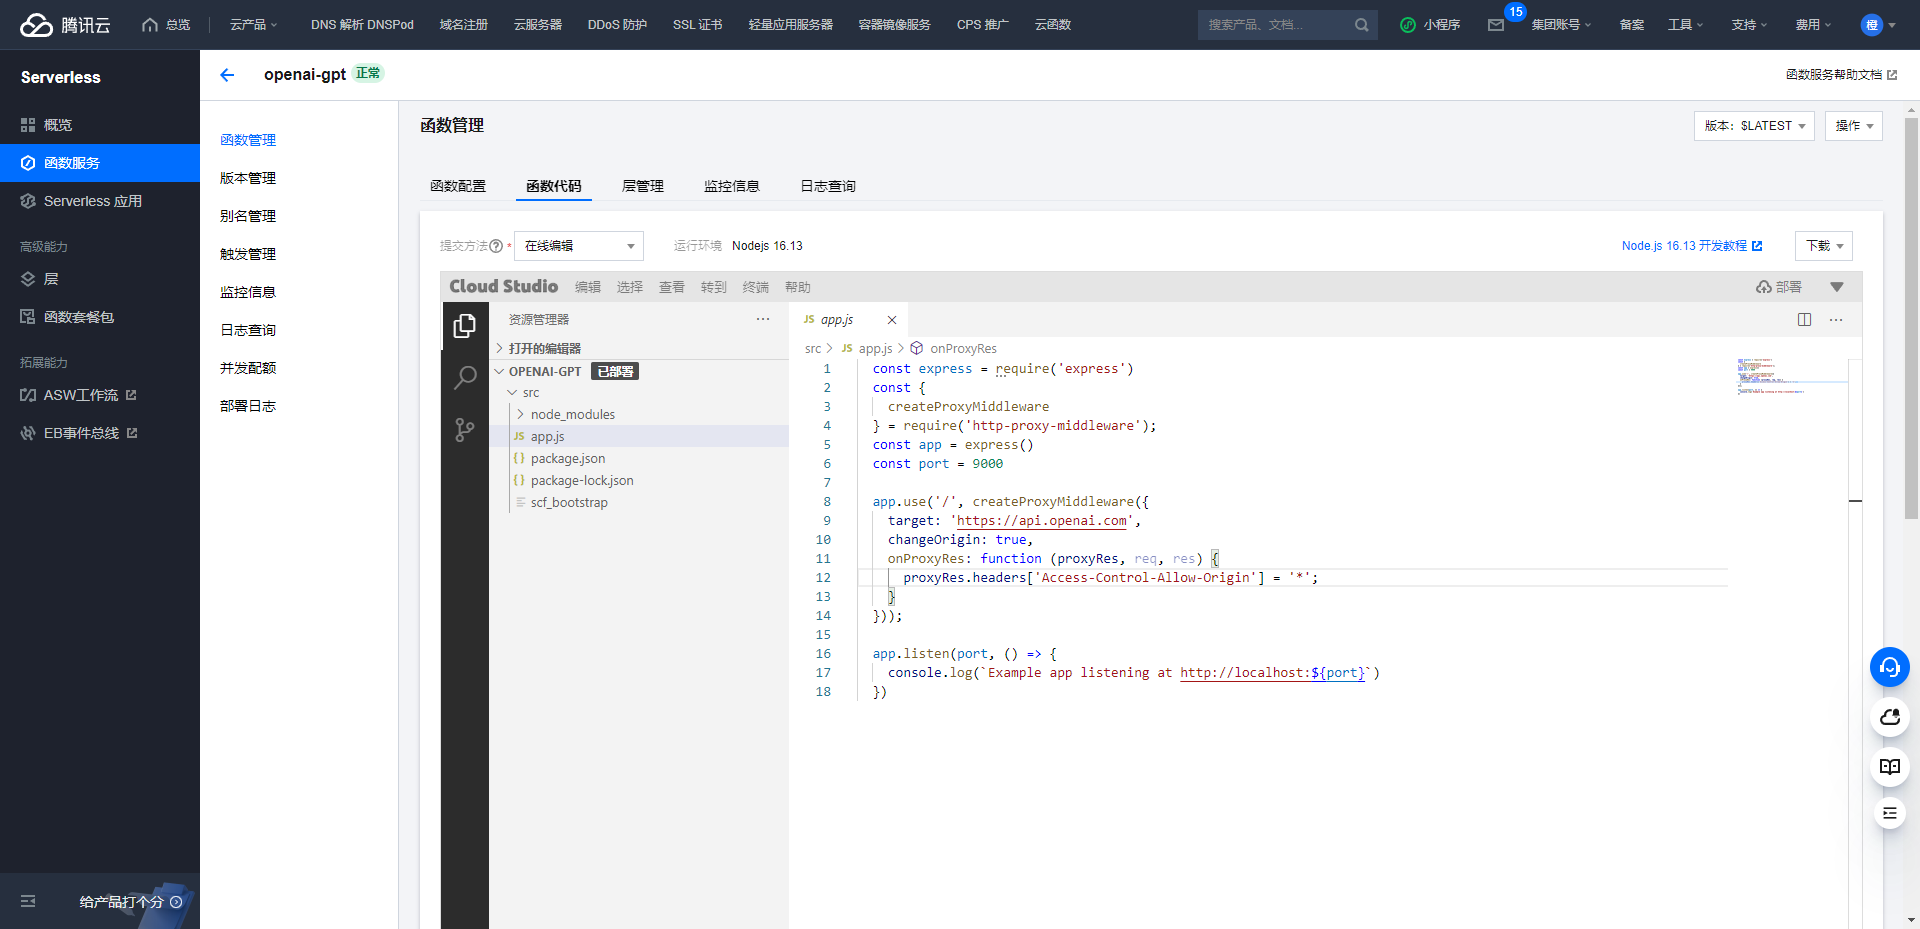 腾讯云 总览 云产品 DNS 解析 DNSPod 域名注册 云服务器 DDoS 防护 SSL 证书 轻量应用服务器 容器镜像服务 CPS 推广 云函数 搜索产品、文档... 小程序 15 集团账号 备案 工具 支持 费用 橙
Serverless
概览
函数服务
Serverless 应用
高级能力
层
函数套餐包
拓展能力
ASW工作流
EB事件总线
给产品打个分
openai-gpt 正常 函数服务帮助文档
函数管理
版本管理
别名管理
触发管理
监控信息
日志查询
并发配额
部署日志
函数管理 版本：$LATEST 操作
函数配置 函数代码 层管理 监控信息 日志查询
提交方法 * 在线编辑 运行环境 Nodejs 16.13 Node.js 16.13 开发教程 下载
Cloud Studio 编辑 选择 查看 转到 终端 帮助 部署
资源管理器 ···
打开的编辑器
OPENAI-GPT 已部署
src
node_modules
JS app.js
{} package.json
{} package-lock.json
scf_bootstrap
JS app.js ···
src > JS app.js > onProxyRes
1 const express = require('express')
2 const {
3 createProxyMiddleware
4 } = require('http-proxy-middleware');
5 const app = express()
6 const port = 9000
7
8 app.use('/', createProxyMiddleware({
9 target: 'https://api.openai.com',
10 changeOrigin: true,
11 onProxyRes: function (proxyRes, req, res) {
12 proxyRes.headers['Access-Control-Allow-Origin'] = '*';
13 }
14 }));
15
16 app.listen(port, () => {
17 console.log(`Example app listening at http://localhost:${port}`)
18 })